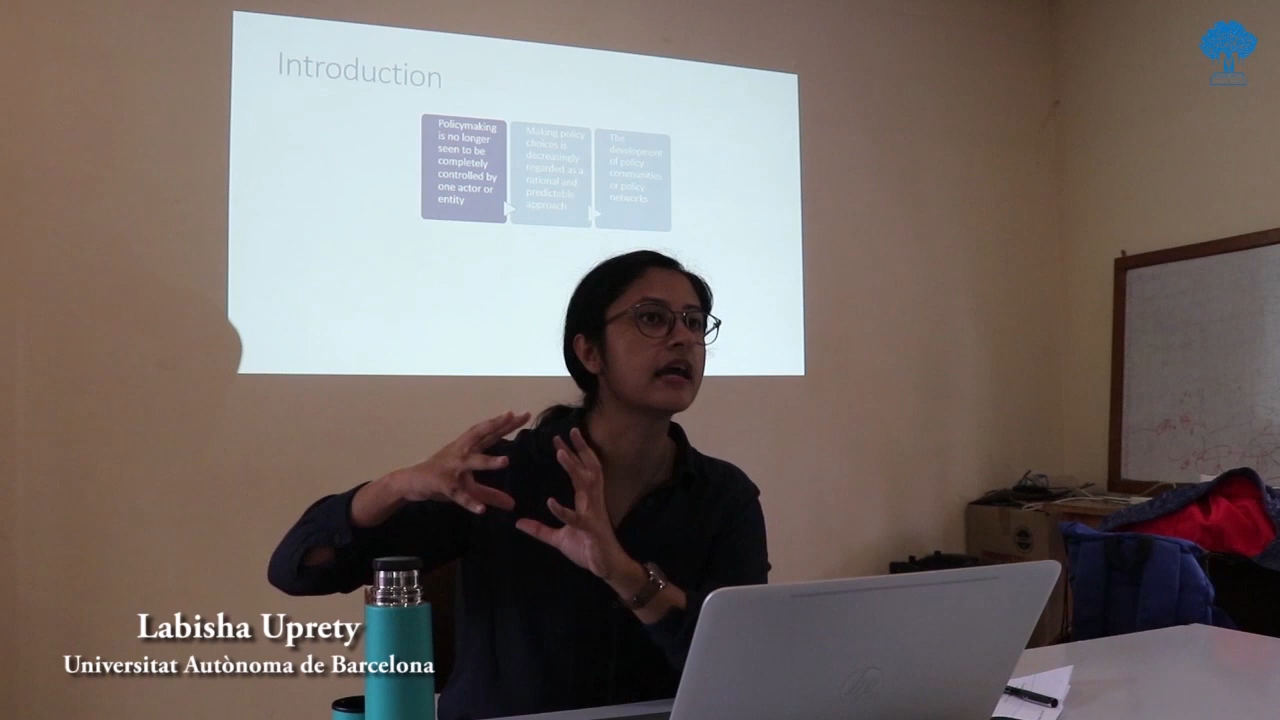 Introduction
Policymaking
is no longer
seen to be
completely
controlled by
one actor or
entity
Making policy
choices is
decreasingly
regarded as a
rational and
predictable
approach
The
development
of policy
communities
or policy
networks
Labisha Uprety
Universitat Autònoma de Barcelona